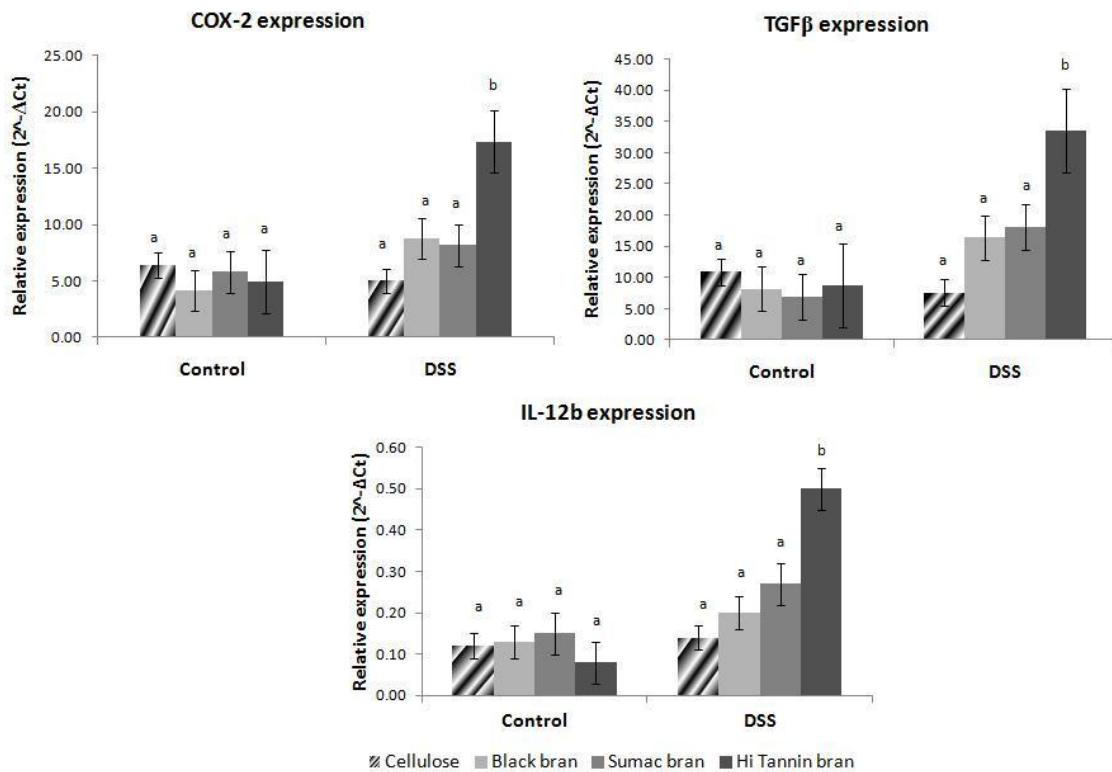 COX-2 expression
Relative expression (2^-ΔCt)
25.00
20.00
15.00
10.00
5.00
0.00
a
a
a
a
a
a
a
b
Control
DSS
TGFβ expression
Relative expression (2^-ΔCt)
45.00
40.00
35.00
30.00
25.00
20.00
15.00
10.00
5.00
0.00
a
a
a
a
a
a
a
b
Control
DSS
IL-12b expression
Relative expression (2^-ΔCt)
0.60
0.50
0.40
0.30
0.20
0.10
0.00
a
a
a
a
a
a
a
b
Control
DSS
Cellulose Black bran Sumac bran Hi Tannin bran